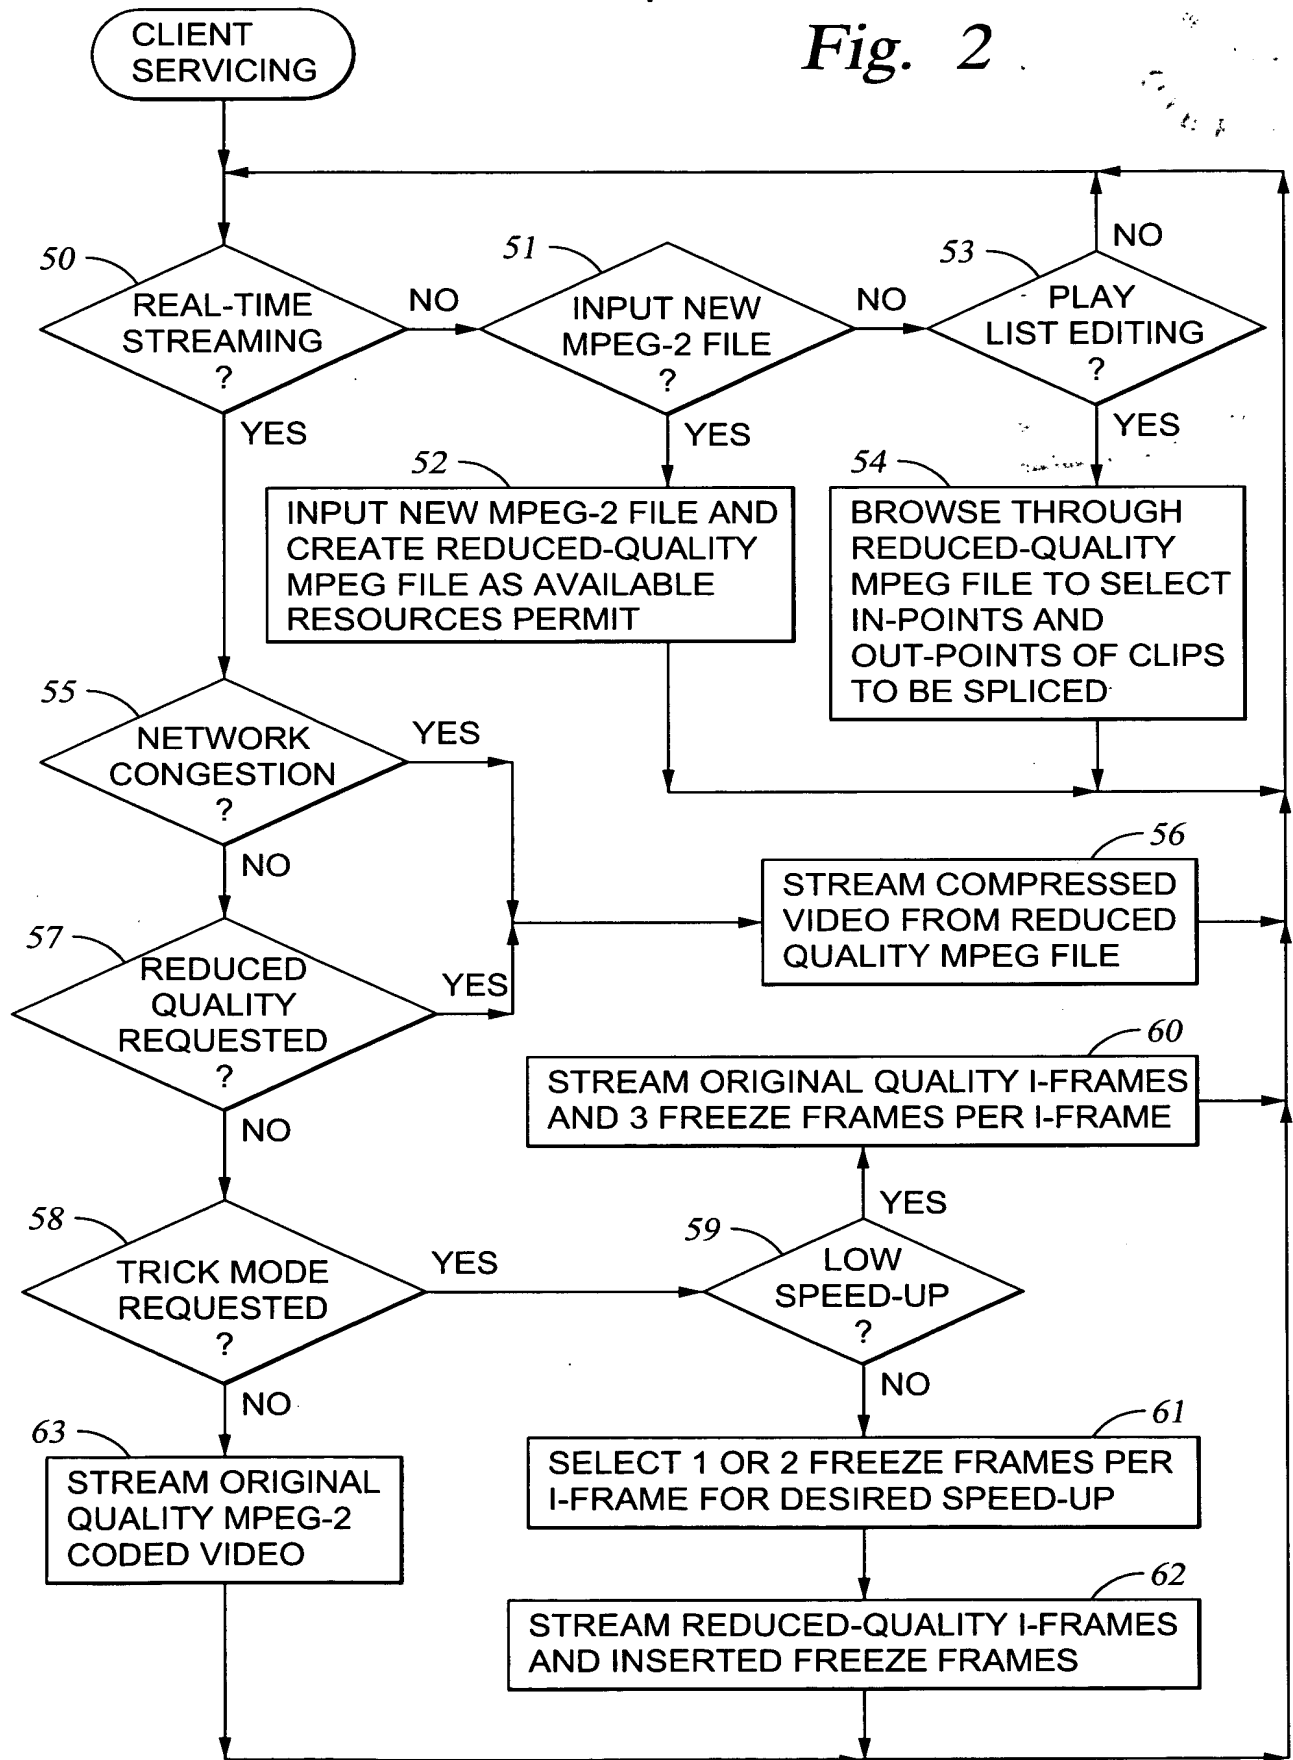 CLIENT
SERVICING
Fig. 2
50
REAL-TIME
STREAMING
?
NO
YES
51
INPUT NEW
MPEG-2 FILE
?
NO
YES
53
PLAY
LIST EDITING
?
NO
YES
52
INPUT NEW MPEG-2 FILE AND
CREATE REDUCED-QUALITY
MPEG FILE AS AVAILABLE
RESOURCES PERMIT
54
BROWSE THROUGH
REDUCED-QUALITY
MPEG FILE TO SELECT
IN-POINTS AND
OUT-POINTS OF CLIPS
TO BE SPLICED
55
NETWORK
CONGESTION
?
YES
NO
56
STREAM COMPRESSED
VIDEO FROM REDUCED
QUALITY MPEG FILE
57
REDUCED
QUALITY
REQUESTED
?
YES
NO
60
STREAM ORIGINAL QUALITY I-FRAMES
AND 3 FREEZE FRAMES PER I-FRAME
58
TRICK MODE
REQUESTED
?
YES
NO
59
LOW
SPEED-UP
?
YES
NO
63
STREAM ORIGINAL
QUALITY MPEG-2
CODED VIDEO
61
SELECT 1 OR 2 FREEZE FRAMES PER
I-FRAME FOR DESIRED SPEED-UP
62
STREAM REDUCED-QUALITY I-FRAMES
AND INSERTED FREEZE FRAMES